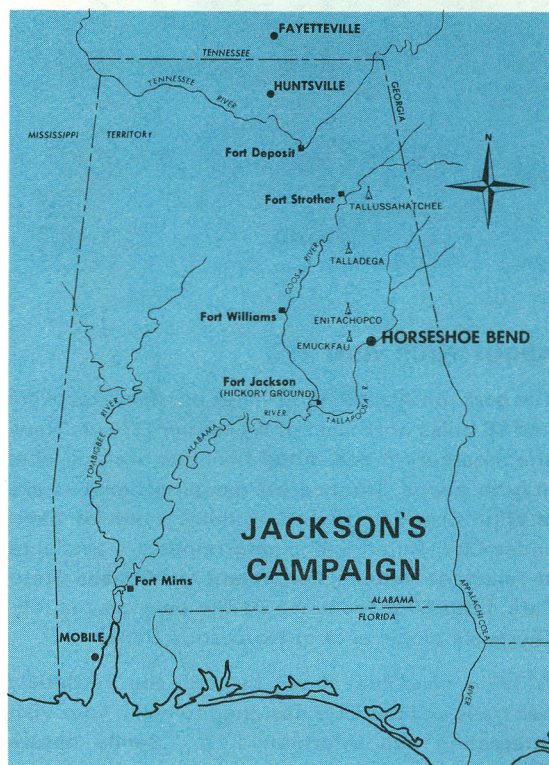 FAYETTEVILLE
TENNESSEE
TENNESSEE
RIVER
HUNTSVILLE
GEORGIA
MISSISSIPPI TERRITORY
Fort Deposit
N
Fort Strother
TALLUSSAHATCHEE
COOSA RIVER
TALLADEGA
Fort Williams
ENITACHOPCO
EMUCKFAU
HORSESHOE BEND
Fort Jackson
(HICKORY GROUND)
TALLAPOOSA R.
ALABAMA RIVER
TOMBIGBEE RIVER
JACKSON'S
CAMPAIGN
Fort Mims
ALABAMA
FLORIDA
APPALACHICOLA
RIVER
MOBILE